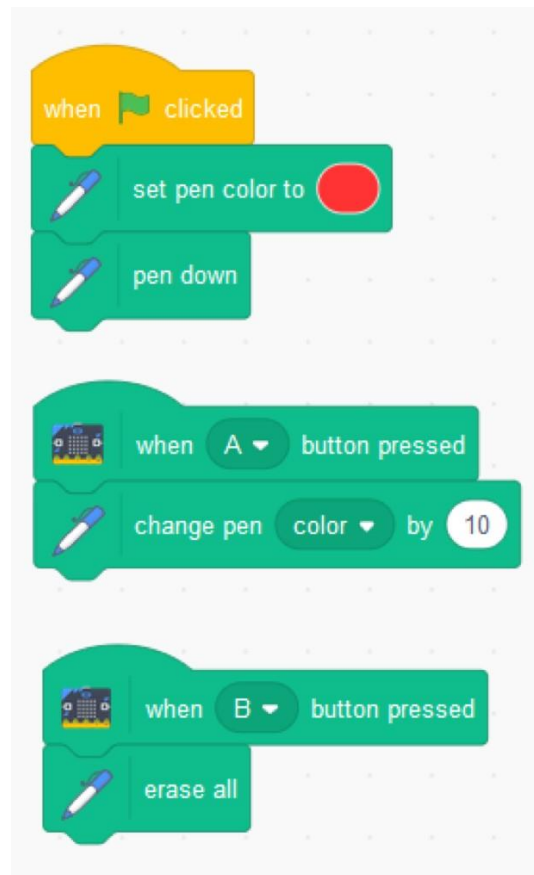 when clicked
set pen color to
pen down
when A button pressed
change pen color by 10
when B button pressed
erase all